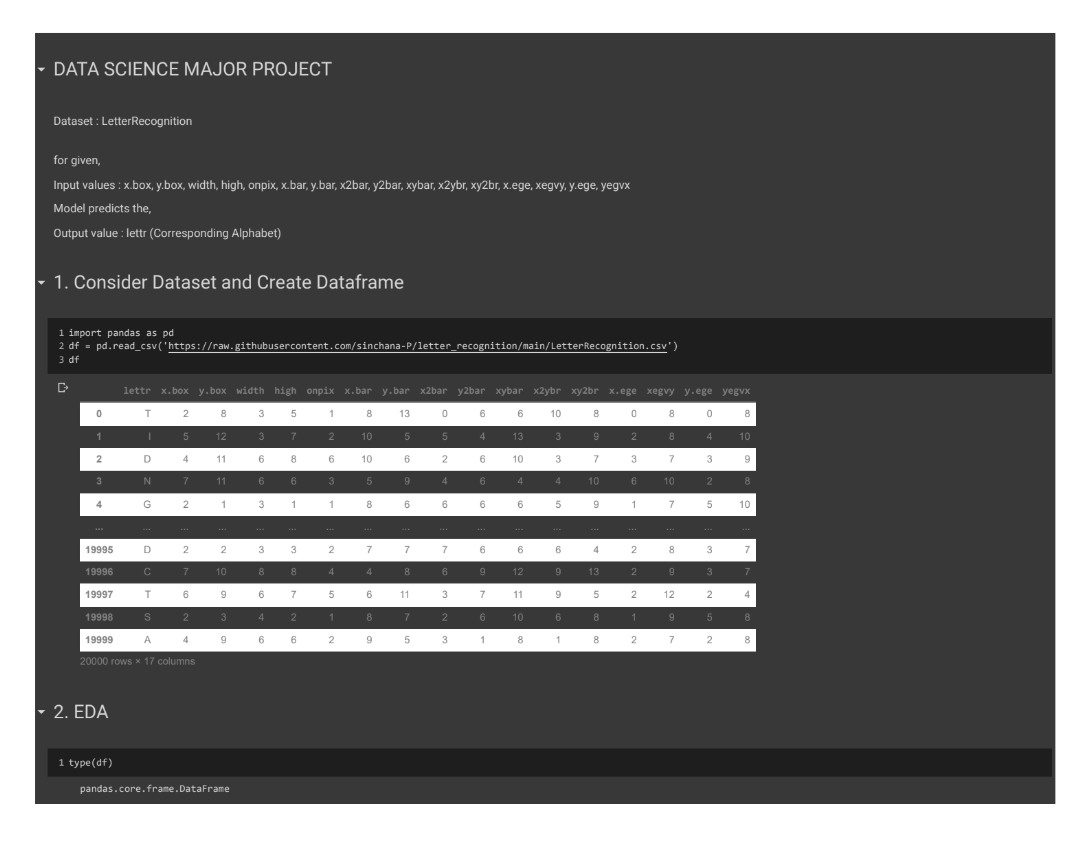 DATA SCIENCE MAJOR PROJECT
Dataset : LetterRecognition
for given,
Input values : x.box, y.box, width, high, onpix, x.bar, y.bar, x2bar, y2bar, xybar, x2ybr, xy2br, x.ege, xegvy, y.ege, yegvx
Model predicts the,
Output value : lettr (Corresponding Alphabet)
1. Consider Dataset and Create Dataframe
1 import pandas as pd
2 df = pd.read_csv('https://raw.githubusercontent.com/sinchana-P/letter_recognition/main/LetterRecognition.csv')
3 df
lettr x.box y.box width high onpix x.bar y.bar x2bar y2bar xybar x2ybr xy2br x.ege xegvy y.ege yegvx
0 T 2 8 3 5 1 8 13 0 6 6 10 8 0 8 0 8
1 I 5 12 3 7 2 10 5 5 4 13 3 9 2 8 4 10
2 D 4 11 6 8 6 10 6 2 6 10 3 7 3 7 3 9
3 N 7 11 6 6 3 5 9 4 6 4 4 10 6 10 2 8
4 G 2 1 3 1 1 8 6 6 6 6 5 9 1 7 5 10
... ... ... ... ... ... ... ... ... ... ... ... ... ... ... ... ... ...
19995 D 2 2 3 3 2 7 7 7 6 6 6 4 2 8 3 7
19996 C 7 10 8 8 4 4 8 6 9 12 9 13 2 9 3 7
19997 T 6 9 6 7 5 6 11 3 7 11 9 5 2 12 2 4
19998 S 2 3 4 2 1 8 7 2 6 10 6 8 1 9 5 8
19999 A 4 9 6 6 2 9 5 3 1 8 1 8 2 7 2 8
20000 rows × 17 columns
2. EDA
1 type(df)
pandas.core.frame.DataFrame